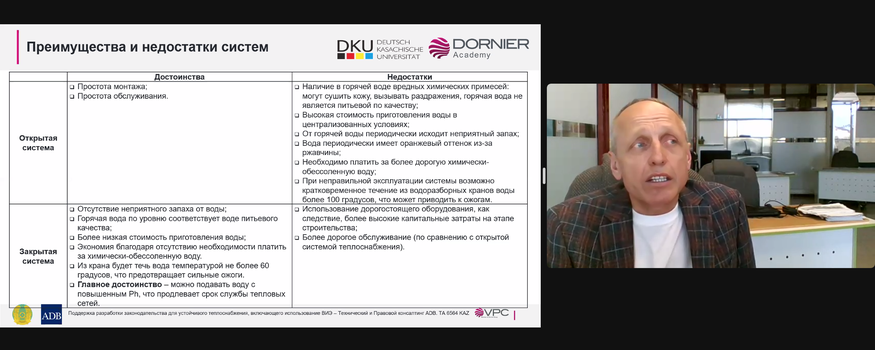 Преимущества и недостатки систем
DKU DEUTSCH
KASACHISCHE
UNIVERSITÄT
DORNIER
Academy
Достоинства
Недостатки
Открытая
система
Простота монтажа;
Простота обслуживания.
Наличие в горячей воде вредных химических примесей:
могут сушить кожу, вызывать раздражения, горячая вода не
является питьевой по качеству;
Высокая стоимость приготовления воды в
централизованных условиях;
От горячей воды периодически исходит неприятный запах;
Вода периодически имеет оранжевый оттенок из-за
ржавчины;
Необходимо платить за более дорогую химически-
обессоленную воду;
При неправильной эксплуатации системы возможно
кратковременное течение из водоразборных кранов воды
более 100 градусов, что может приводить к ожогам.
Закрытая
система
Отсутствие неприятного запаха от воды;
Горячая вода по уровню соответствует воде питьевого
качества;
Более низкая стоимость приготовления воды;
Экономия благодаря отсутствию необходимости платить
за химически-обессоленную воду.
Из крана будет течь вода температурой не более 60
градусов, что предотвращает сильные ожоги.
Главное достоинство – можно подавать воду с
повышенным Ph, что продлевает срок службы тепловых
сетей.
Использование дорогостоящего оборудования, как
следствие, более высокие капитальные затраты на этапе
строительства;
Более дорогое обслуживание (по сравнению с открытой
системой теплоснабжения).
ADB
Поддержка разработки законодательства для устойчивого теплоснабжения, включающего использование ВИЭ – Технический и Правовой консалтинг ADB. TA 6564 KAZ
VPC